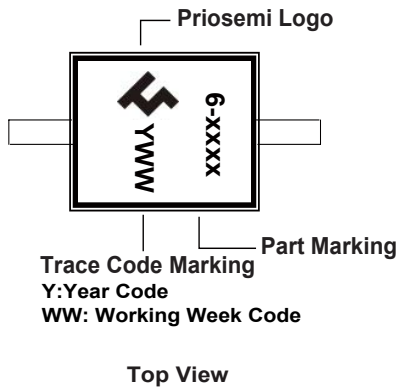 Priosemi Logo
YWW
6-xxxx
Part Marking
Trace Code Marking
Y:Year Code
WW: Working Week Code
Top View